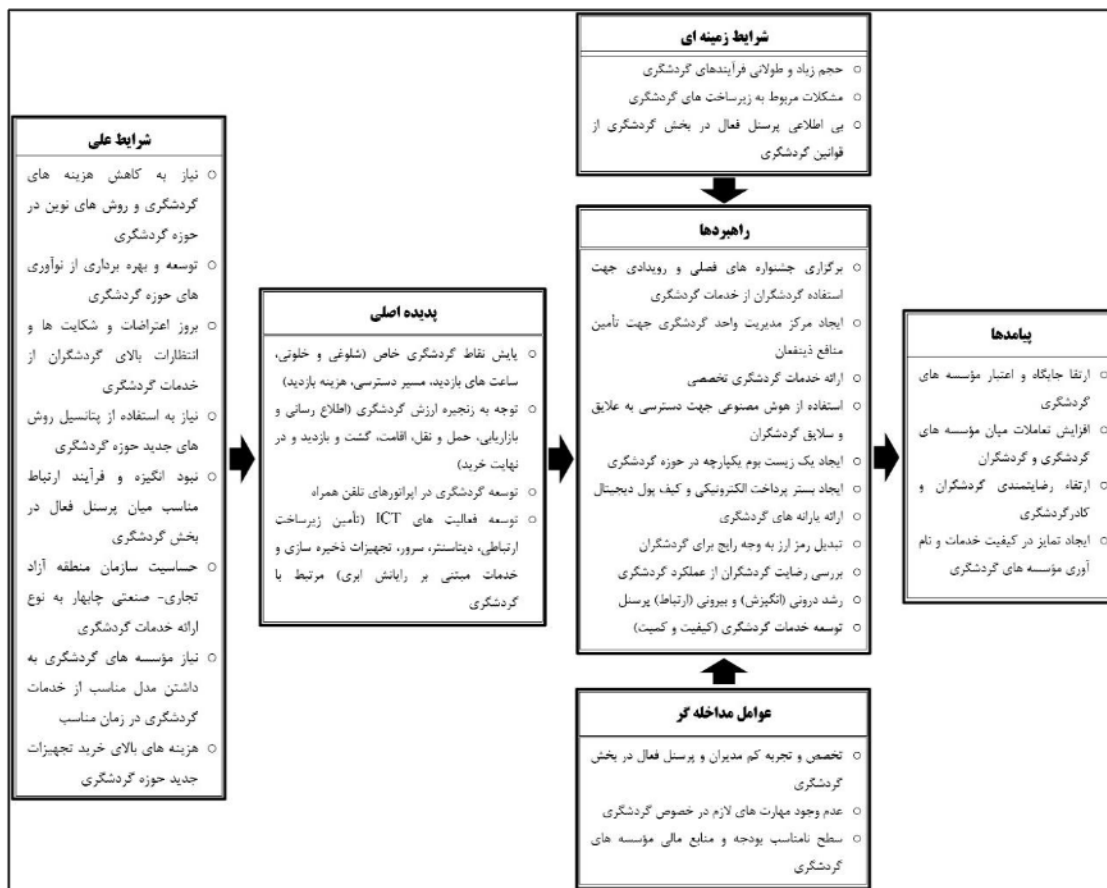 شرایط زمینه ای
○ حجم زیاد و طولانی فرآیندهای گردشگری
○ مشکلات مربوط به زیرساخت های گردشگری
○ بی اطلاعی پرسنل فعال در بخش گردشگری از
قوانین گردشگری
شرایط علی
○ نیاز به کاهش هزینه های
گردشگری و روش های نوین در
حوزه گردشگری
○ توسعه و بهره برداری از نوآوری
های حوزه گردشگری
○ بروز اعتراضات و شکایت ها و
انتظارات بالای گردشگران از
خدمات گردشگری
○ نیاز به استفاده از پتانسیل روش
های جدید حوزه گردشگری
○ نبود انگیزه و فرآیند ارتباط
مناسب میان پرسنل فعال در
بخش گردشگری
○ حساسیت سازمان منطقه آزاد
تجاری- صنعتی چابهار به نوع
ارائه خدمات گردشگری
○ نیاز مؤسسه های گردشگری به
داشتن مدل مناسب از خدمات
گردشگری در زمان مناسب
○ هزینه های بالای خرید تجهیزات
جدید حوزه گردشگری
پدیده اصلی
○ پایش نقاط گردشگری خاص (شلوغی و خلوتی،
ساعت های بازدید، مسیر دسترسی، هزینه بازدید)
○ توجه به زنجیره ارزش گردشگری (اطلاع رسانی و
بازاریابی، حمل و نقل، اقامت، گشت و بازدید و در
نهایت خرید)
○ توسعه گردشگری در اپراتورهای تلفن همراه
○ توسعه فعالیت های ICT (تأمین زیرساخت
ارتباطی، دیتاسنتر، سرور، تجهیزات ذخیره سازی و
خدمات مبتنی بر رایانش ابری) مرتبط با
گردشگری
راهبردها
○ برگزاری جشنواره های فصلی و رویدادی جهت
استفاده گردشگران از خدمات گردشگری
○ ایجاد مرکز مدیریت واحد گردشگری جهت تأمین
منافع ذینفعان
○ ارائه خدمات گردشگری تخصصی
○ استفاده از هوش مصنوعی جهت دسترسی به علایق
و سلایق گردشگران
○ ایجاد یک زیست بوم یکپارچه در حوزه گردشگری
○ ایجاد بستر پرداخت الکترونیکی و کیف پول دیجیتال
○ ارائه یارانه های گردشگری
○ تبدیل رمز ارز به وجه رایج برای گردشگران
○ بررسی رضایت گردشگران از عملکرد گردشگری
○ رشد درونی (انگیزش) و بیرونی (ارتباط) پرسنل
○ توسعه خدمات گردشگری (کیفیت و کمیت)
پیامدها
○ ارتقا جایگاه و اعتبار مؤسسه های
گردشگری
○ افزایش تعاملات میان مؤسسه های
گردشگری و گردشگران
○ ارتقاء رضایتمندی گردشگران و
کادرگردشگری
○ ایجاد تمایز در کیفیت خدمات و نام
آوری مؤسسه های گردشگری
عوامل مداخله گر
○ تخصص و تجربه کم مدیران و پرسنل فعال در بخش
گردشگری
○ عدم وجود مهارت های لازم در خصوص گردشگری
○ سطح نامناسب بودجه و منابع مالی مؤسسه های
گردشگری